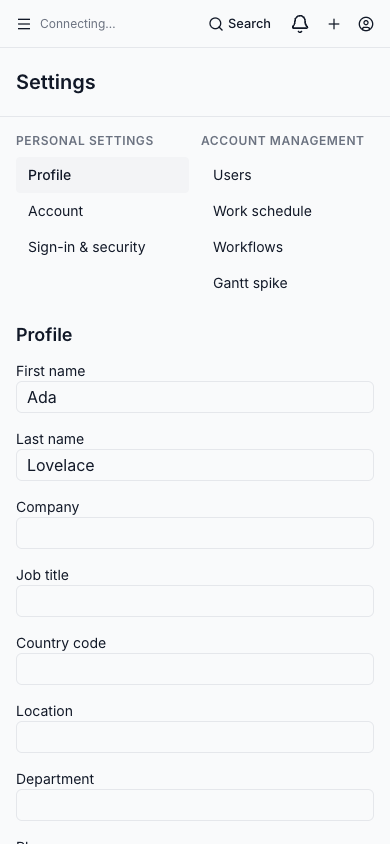 Connecting...
Search
Settings
PERSONAL SETTINGS
Profile
Account
Sign-in & security
ACCOUNT MANAGEMENT
Users
Work schedule
Workflows
Gantt spike
Profile
First name
Ada
Last name
Lovelace
Company
Job title
Country code
Location
Department